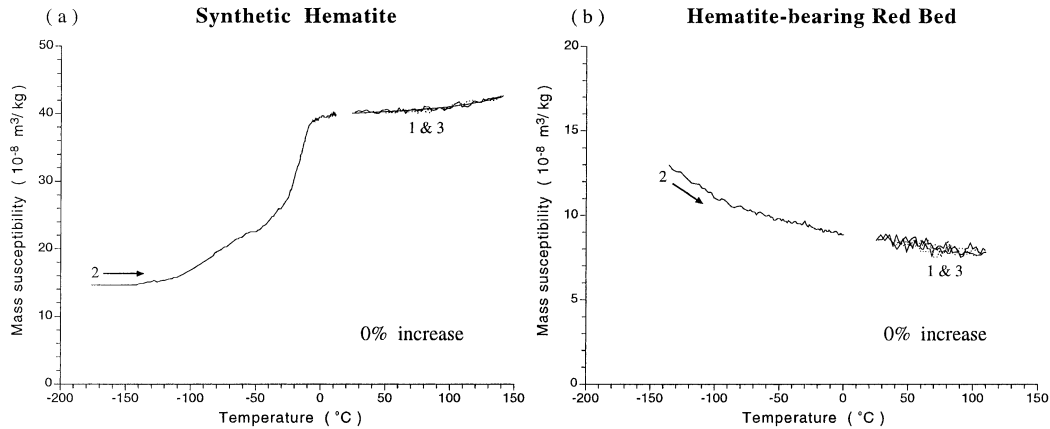 (a) Synthetic Hematite
50
40
30
20
10
0
Mass susceptibility ( 10-8 m3/kg)
1 & 3
2
0% increase
-200 -150 -100 -50 0 50 100 150
Temperature ( °C)
(b) Hematite-bearing Red Bed
20
15
10
5
0
Mass susceptibility ( 10-8 m3/kg)
2
1 & 3
0% increase
-200 -150 -100 -50 0 50 100 150
Temperature ( °C)